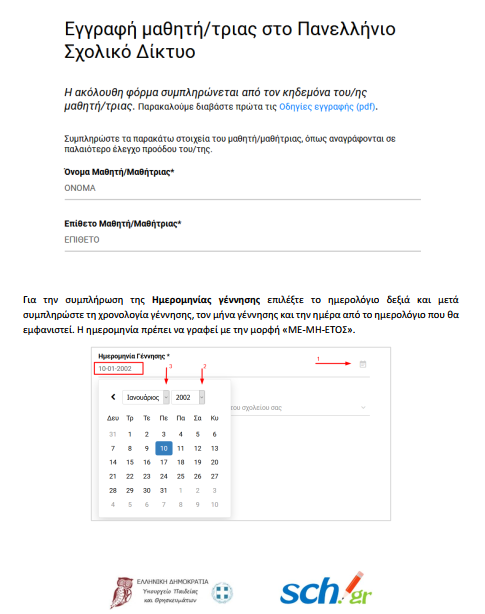 Εγγραφή μαθητή/τριας στο Πανελλήνιο
Σχολικό Δίκτυο
Η ακόλουθη φόρμα συμπληρώνεται από τον κηδεμόνα του/ης
μαθητή/τριας. Παρακαλούμε διαβάστε πρώτα τις Οδηγίες εγγραφής (pdf).
Συμπληρώστε τα παρακάτω στοιχεία του μαθητή/μαθήτριας, όπως αναγράφονται σε
παλαιότερο έλεγχο προόδου του/της.
Όνομα Μαθητή/Μαθήτριας*
ΟΝΟΜΑ
Επίθετο Μαθητή/Μαθήτριας*
ΕΠΙΘΕΤΟ
Για την συμπλήρωση της Ημερομηνίας γέννησης επιλέξτε το ημερολόγιο δεξιά και μετά
συμπληρώστε τη χρονολογία γέννησης, τον μήνα γέννησης και την ημέρα από το ημερολόγιο που θα
εμφανιστεί. Η ημερομηνία πρέπει να γραφεί με την μορφή «ΜΕ-ΜΗ-ΕΤΟΣ».
Ημερομηνία Γέννησης *
10-01-2002
1
3 2
Ιανουάριος 2002
του σχολείου σας
Δευ Τρ Τε Πε Πα Σα Κυ
31 1 2 3 4 5 6
7 8 9 10 11 12 13
14 15 16 17 18 19 20
21 22 23 24 25 26 27
28 29 30 31 1 2 3
4 5 6 7 8 9 10
ΕΛΛΗΝΙΚΗ ΔΗΜΟΚΡΑΤΙΑ
Υπουργείο Παιδείας
και Θρησκευμάτων
sch.gr